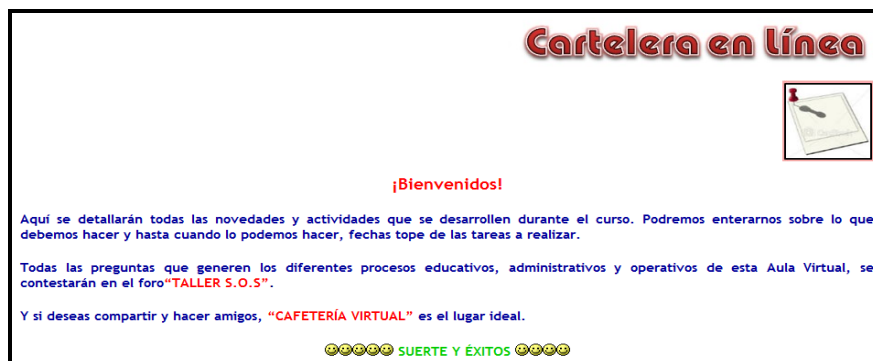 Cartelera en Línea
¡Bienvenidos!
Aquí se detallarán todas las novedades y actividades que se desarrollen durante el curso. Podremos enterarnos sobre lo que
debemos hacer y hasta cuando lo podemos hacer, fechas tope de las tareas a realizar.
Todas las preguntas que generen los diferentes procesos educativos, administrativos y operativos de esta Aula Virtual, se
contestarán en el foro“TALLER S.O.S”.
Y si deseas compartir y hacer amigos, “CAFETERÍA VIRTUAL” es el lugar ideal.
SUERTE Y ÉXITOS